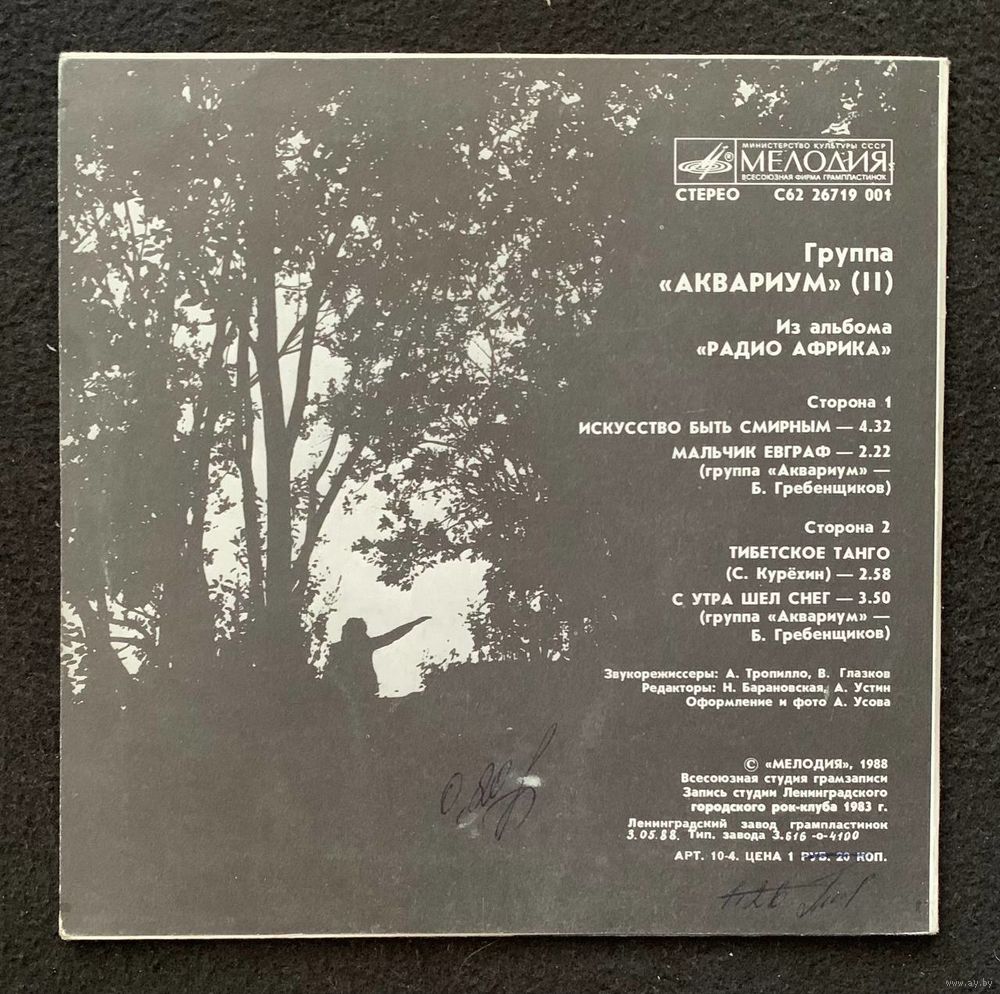 МИНИСТЕРСТВО КУЛЬТУРЫ СССР
МЕЛОДИЯ
ВСЕСОЮЗНАЯ ФИРМА ГРАМПЛАСТИНОК
СТЕРЕО С62 26719 001
Группа
«АКВАРИУМ» (II)
Из альбома
«РАДИО АФРИКА»
Сторона 1
ИСКУССТВО БЫТЬ СМИРНЫМ — 4.32
МАЛЬЧИК ЕВГРАФ — 2.22
(группа «Аквариум» —
Б. Гребенщиков)
Сторона 2
ТИБЕТСКОЕ ТАНГО
(С. Курёхин) — 2.58
С УТРА ШЕЛ СНЕГ — 3.50
(группа «Аквариум» —
Б. Гребенщиков)
Звукорежиссеры: А. Тропилло, В. Глазков
Редакторы: Н. Барановская, А. Устин
Оформление и фото А. Усова
© «МЕЛОДИЯ», 1988
Всесоюзная студия грамзаписи
Запись студии Ленинградского
городского рок-клуба 1983 г.
Ленинградский завод грампластинок
3.05.88. Тип. завода З.616-о-4100
АРТ. 10-4. ЦЕНА 1 РУБ. 20 КОП.
www.ay.by